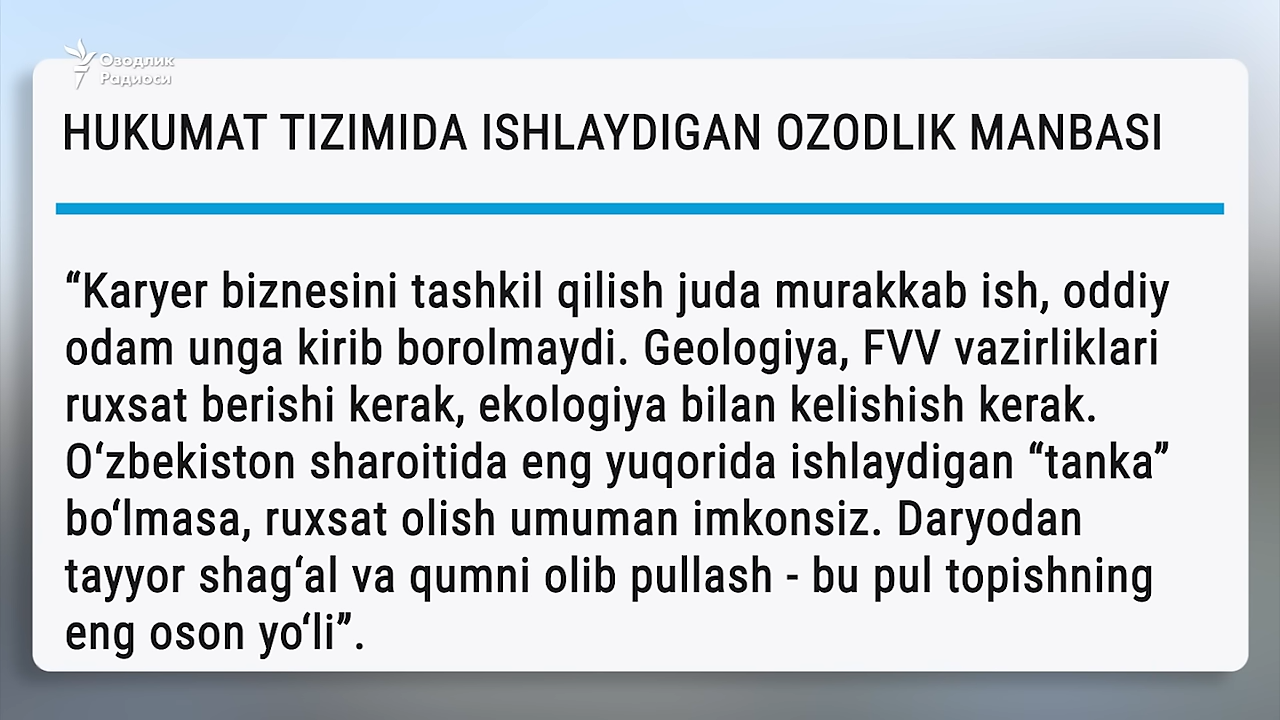 Озодлик
Радиоси
HUKUMAT TIZIMIDA ISHLAYDIGAN OZODLIK MANBASI
“Karyer biznesini tashkil qilish juda murakkab ish, oddiy
odam unga kirib borolmaydi. Geologiya, FVV vazirliklari
ruxsat berishi kerak, ekologiya bilan kelishish kerak.
O‘zbekiston sharoitida eng yuqorida ishlaydigan “tanka”
bo‘lmasa, ruxsat olish umuman imkonsiz. Daryodan
tayyor shag‘al va qumni olib pullash - bu pul topishning
eng oson yo‘li”.